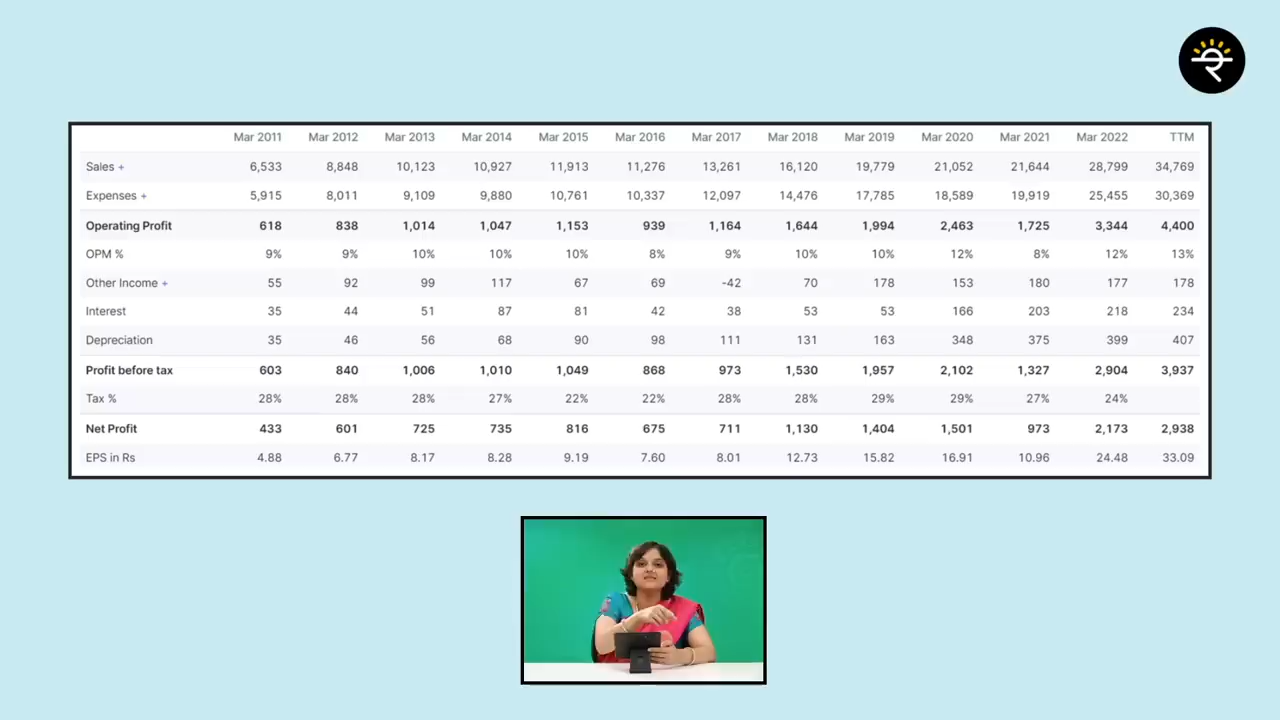 Mar 2011 Mar 2012 Mar 2013 Mar 2014 Mar 2015 Mar 2016 Mar 2017 Mar 2018 Mar 2019 Mar 2020 Mar 2021 Mar 2022 TTM
Sales + 6,533 8,848 10,123 10,927 11,913 11,276 13,261 16,120 19,779 21,052 21,644 28,799 34,769
Expenses + 5,915 8,011 9,109 9,880 10,761 10,337 12,097 14,476 17,785 18,589 19,919 25,455 30,369
Operating Profit 618 838 1,014 1,047 1,153 939 1,164 1,644 1,994 2,463 1,725 3,344 4,400
OPM % 9% 9% 10% 10% 10% 8% 9% 10% 10% 12% 8% 12% 13%
Other Income + 55 92 99 117 67 69 -42 70 178 153 180 177 178
Interest 35 44 51 87 81 42 38 53 53 166 203 218 234
Depreciation 35 46 56 68 90 98 111 131 163 348 375 399 407
Profit before tax 603 840 1,006 1,010 1,049 868 973 1,530 1,957 2,102 1,327 2,904 3,937
Tax % 28% 28% 28% 27% 22% 22% 28% 28% 29% 29% 27% 24%
Net Profit 433 601 725 735 816 675 711 1,130 1,404 1,501 973 2,173 2,938
EPS in Rs 4.88 6.77 8.17 8.28 9.19 7.60 8.01 12.73 15.82 16.91 10.96 24.48 33.09